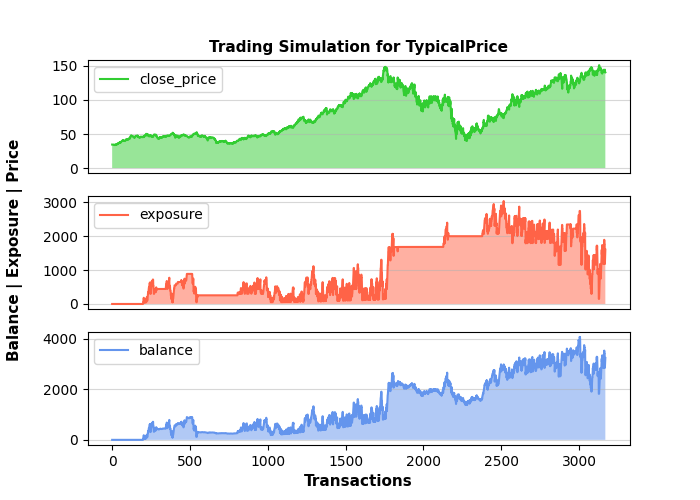 Trading Simulation for TypicalPrice
150
100
50
0
close_price
3000
2000
1000
0
exposure
Balance | Exposure | Price
4000
2000
0
balance
0 500 1000 1500 2000 2500 3000
Transactions